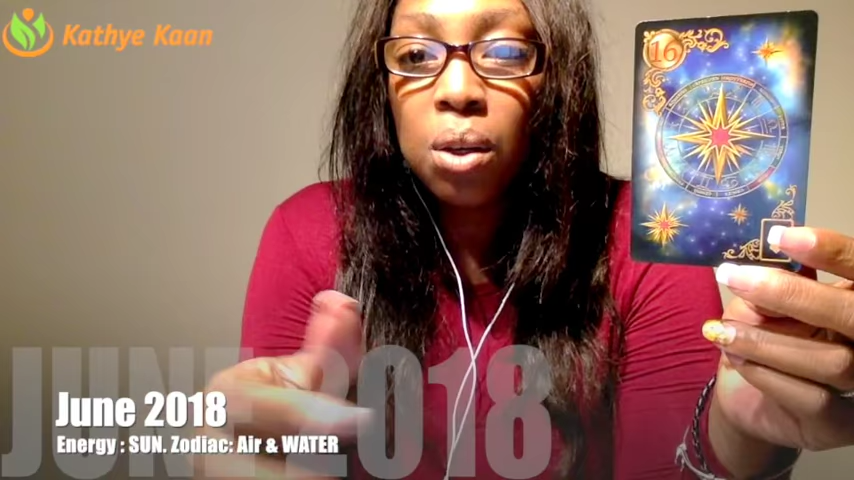 Kathye Kaan
16
JUNE 2018
June 2018
Energy : SUN. Zodiac: Air & WATER